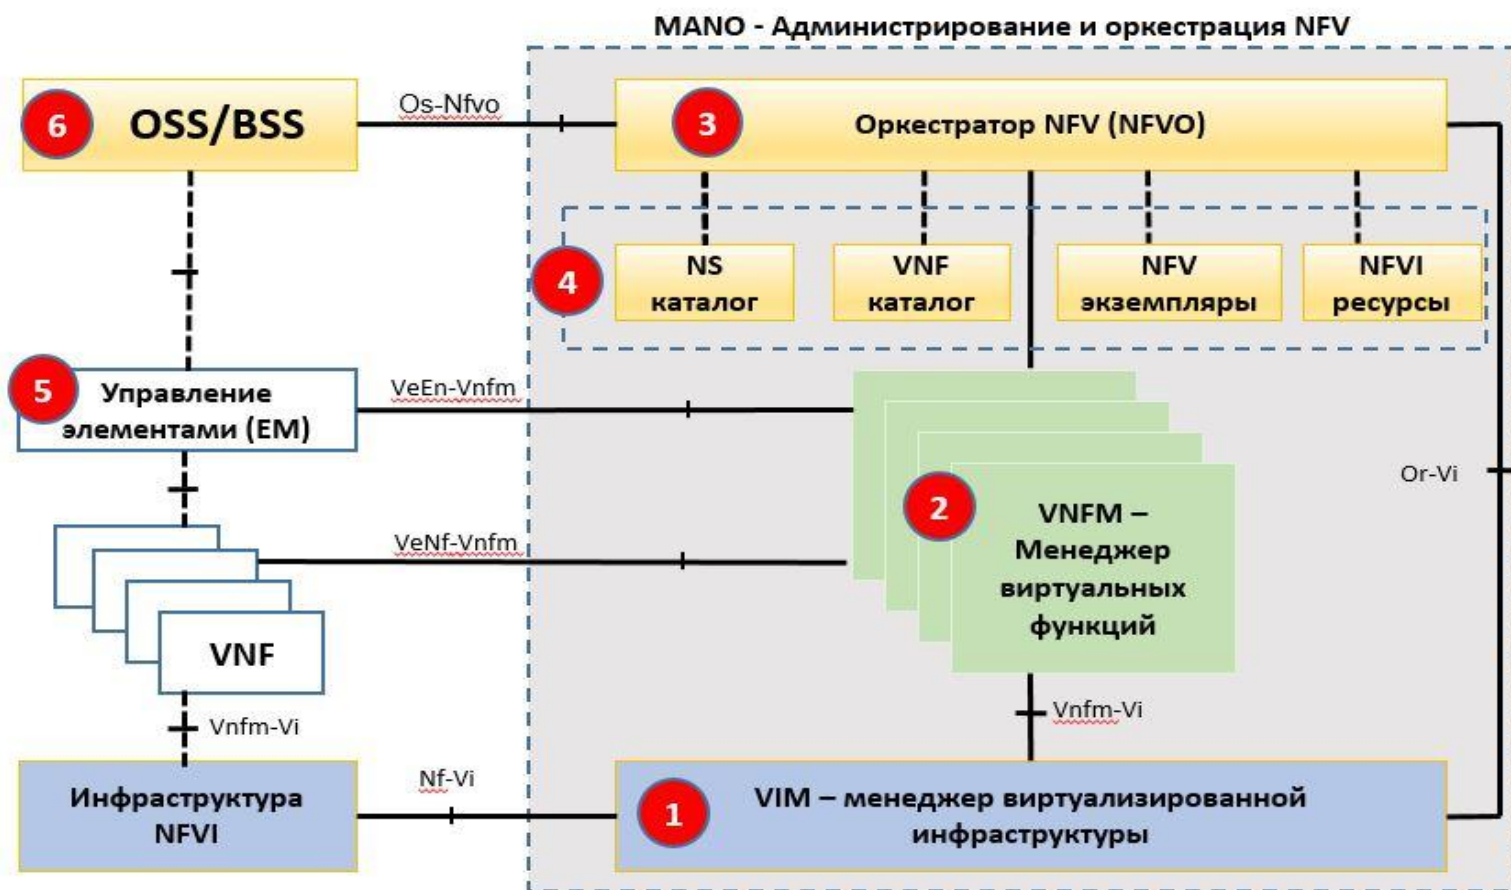 MANO - Администрирование и оркестрация NFV
6
OSS/BSS
Os-Nfvo
3
Оркестратор NFV (NFVO)
4
NS
каталог
VNF
каталог
NFV
экземпляры
NFVI
ресурсы
5
Управление
элементами (EM)
VeEn-Vnfm
Or-Vi
2
VNFM –
Менеджер
виртуальных
функций
VeNf-Vnfm
VNF
Vnfm-Vi
Vnfm-Vi
Инфраструктура
NFVI
Nf-Vi
1
VIM – менеджер виртуализированной
инфраструктуры